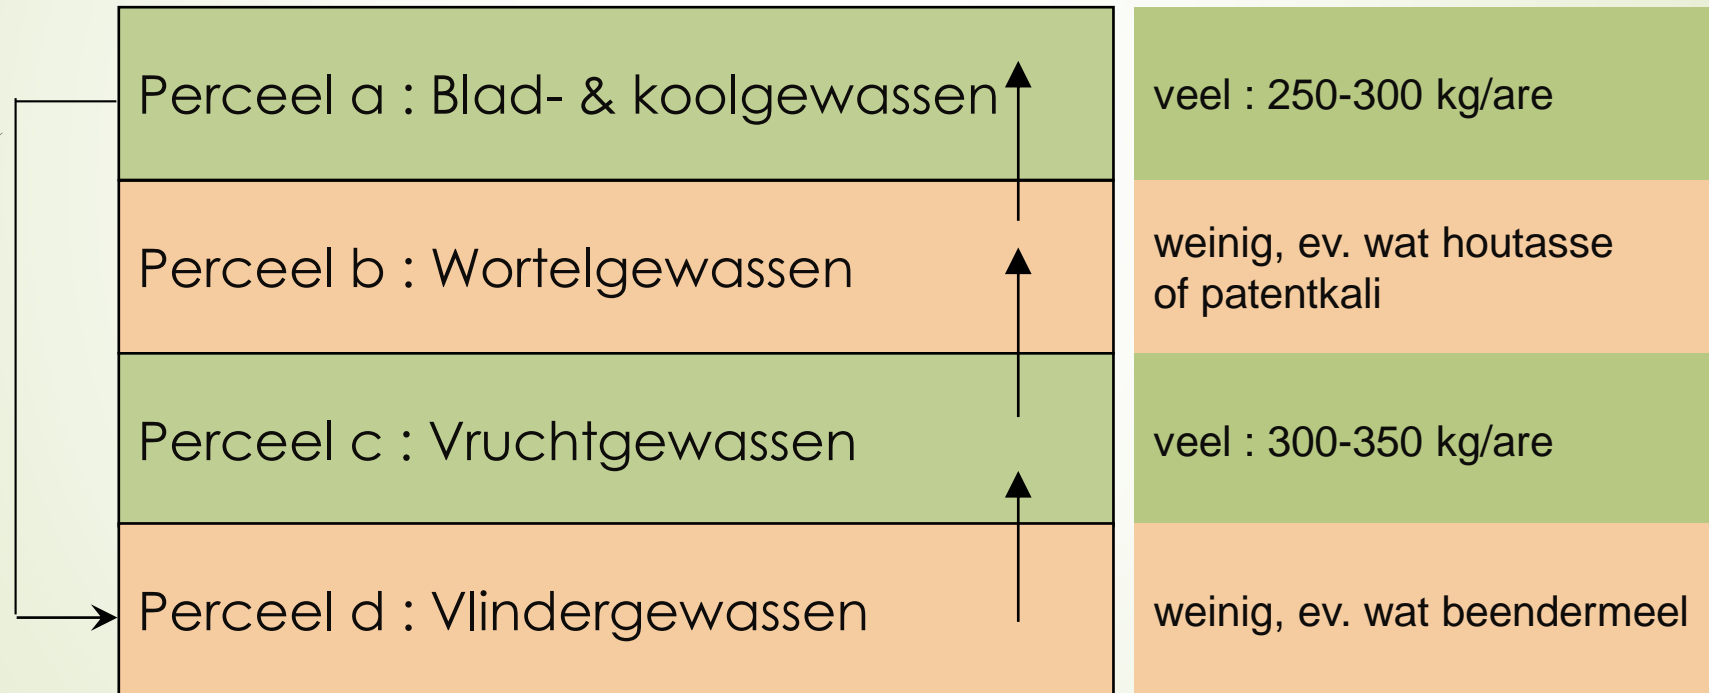 Perceel a : Blad- & koolgewassen
veel : 250-300 kg/are
Perceel b : Wortelgewassen
weinig, ev. wat houtasse
of patentkali
Perceel c : Vruchtgewassen
veel : 300-350 kg/are
Perceel d : Vlindergewassen
weinig, ev. wat beendermeel